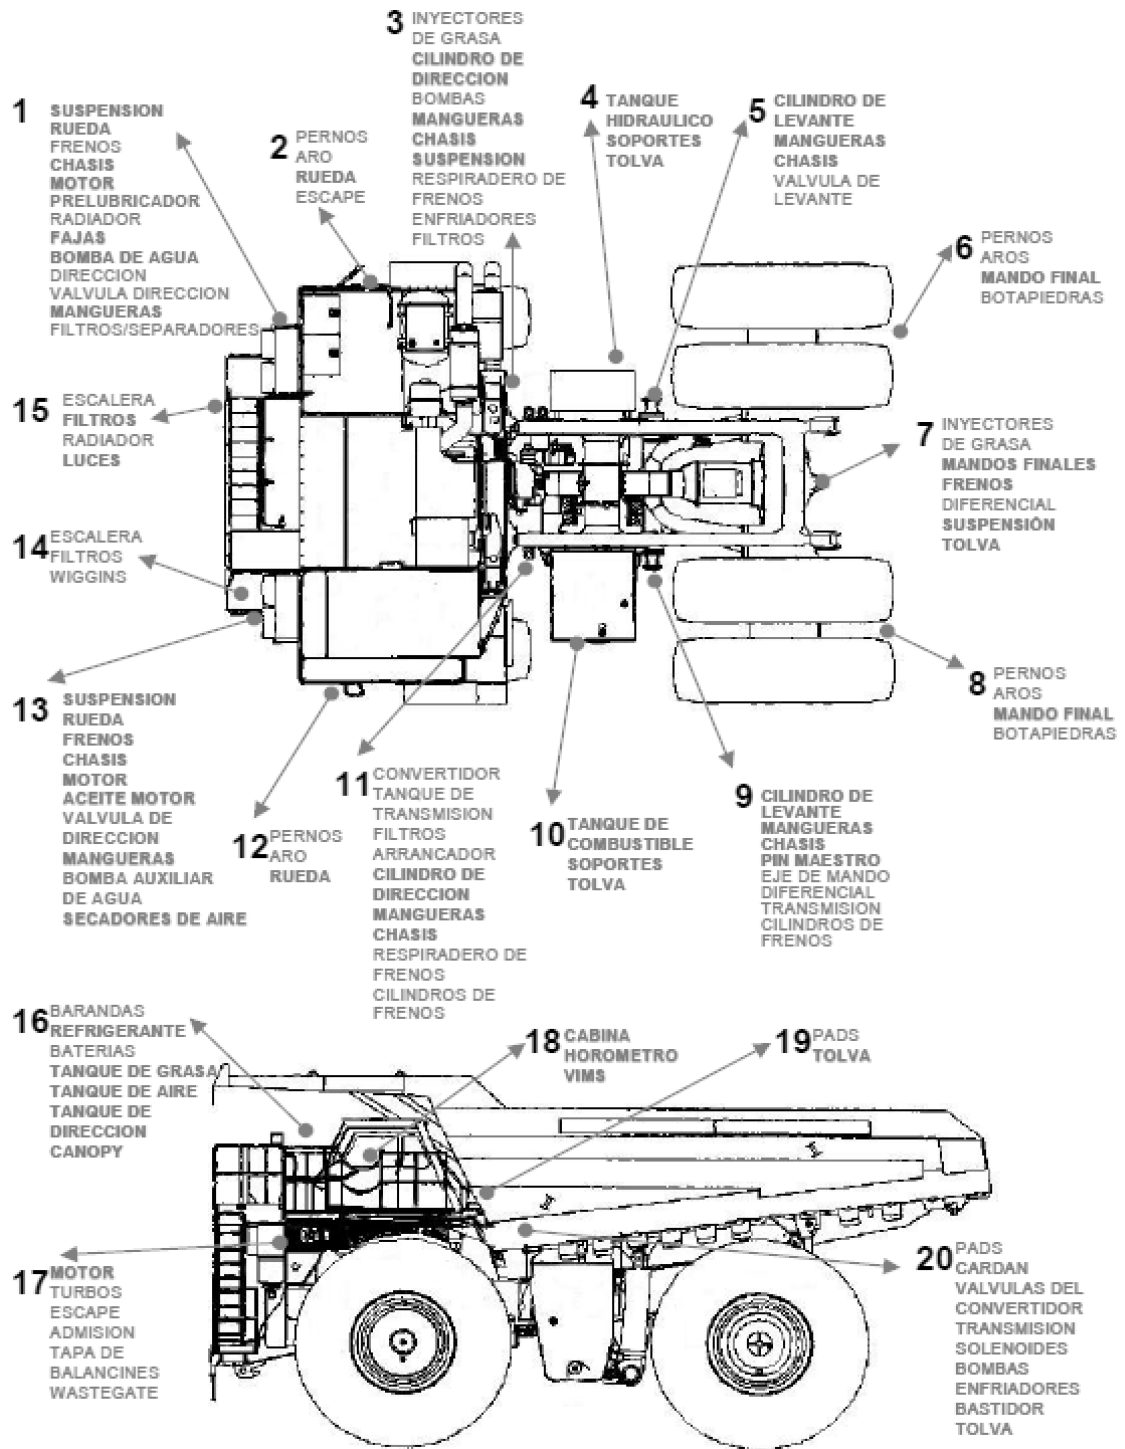 3 INYECTORES
DE GRASA
CILINDRO DE
DIRECCION
BOMBAS
MANGUERAS
CHASIS
SUSPENSION
RESPIRADERO DE
FRENOS
ENFRIADORES
FILTROS
1 SUSPENSION
RUEDA
FRENOS
CHASIS
MOTOR
PRELUBRICADOR
RADIADOR
FAJAS
BOMBA DE AGUA
DIRECCION
VALVULA DIRECCION
MANGUERAS
FILTROS/SEPARADORES
2 PERNOS
ARO
RUEDA
ESCAPE
4 TANQUE
HIDRAULICO
SOPORTES
TOLVA
5 CILINDRO DE
LEVANTE
MANGUERAS
CHASIS
VALVULA DE
LEVANTE
6 PERNOS
AROS
MANDO FINAL
BOTAPIEDRAS
15 ESCALERA
FILTROS
RADIADOR
LUCES
7 INYECTORES
DE GRASA
MANDOS FINALES
FRENOS
DIFERENCIAL
SUSPENSIÓN
TOLVA
14 ESCALERA
FILTROS
WIGGINS
8 PERNOS
AROS
MANDO FINAL
BOTAPIEDRAS
13 SUSPENSION
RUEDA
FRENOS
CHASIS
MOTOR
ACEITE MOTOR
VALVULA DE
DIRECCION
MANGUERAS
BOMBA AUXILIAR
DE AGUA
SECADORES DE AIRE
12 PERNOS
ARO
RUEDA
11 CONVERTIDOR
TANQUE DE
TRANSMISION
FILTROS
ARRANCADOR
CILINDRO DE
DIRECCION
MANGUERAS
CHASIS
RESPIRADERO DE
FRENOS
CILINDROS DE
FRENOS
10 TANQUE DE
COMBUSTIBLE
SOPORTES
TOLVA
9 CILINDRO DE
LEVANTE
MANGUERAS
CHASIS
PIN MAESTRO
EJE DE MANDO
DIFERENCIAL
TRANSMISION
CILINDROS DE
FRENOS
16 BARANDAS
REFRIGERANTE
BATERIAS
TANQUE DE GRASA
TANQUE DE AIRE
TANQUE DE
DIRECCION
CANOPY
18 CABINA
HOROMETRO
VIMS
19 PADS
TOLVA
17 MOTOR
TURBOS
ESCAPE
ADMISION
TAPA DE
BALANCINES
WASTEGATE
20 PADS
CARDAN
VALVULAS DEL
CONVERTIDOR
TRANSMISION
SOLENOIDES
BOMBAS
ENFRIADORES
BASTIDOR
TOLVA